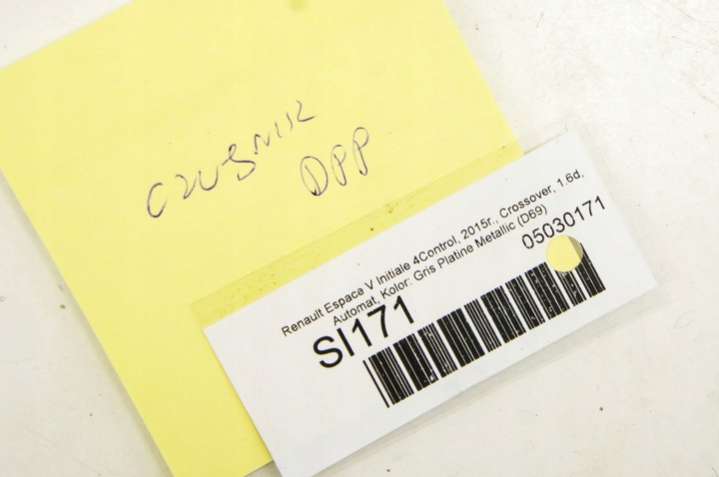 CZUJNIK
DPP
Renault Espace V Initiale 4Control, 2015r., Crossover, 1.6d,
Automat, Kolor: Gris Platine Metallic (D69)
SI171
05030171